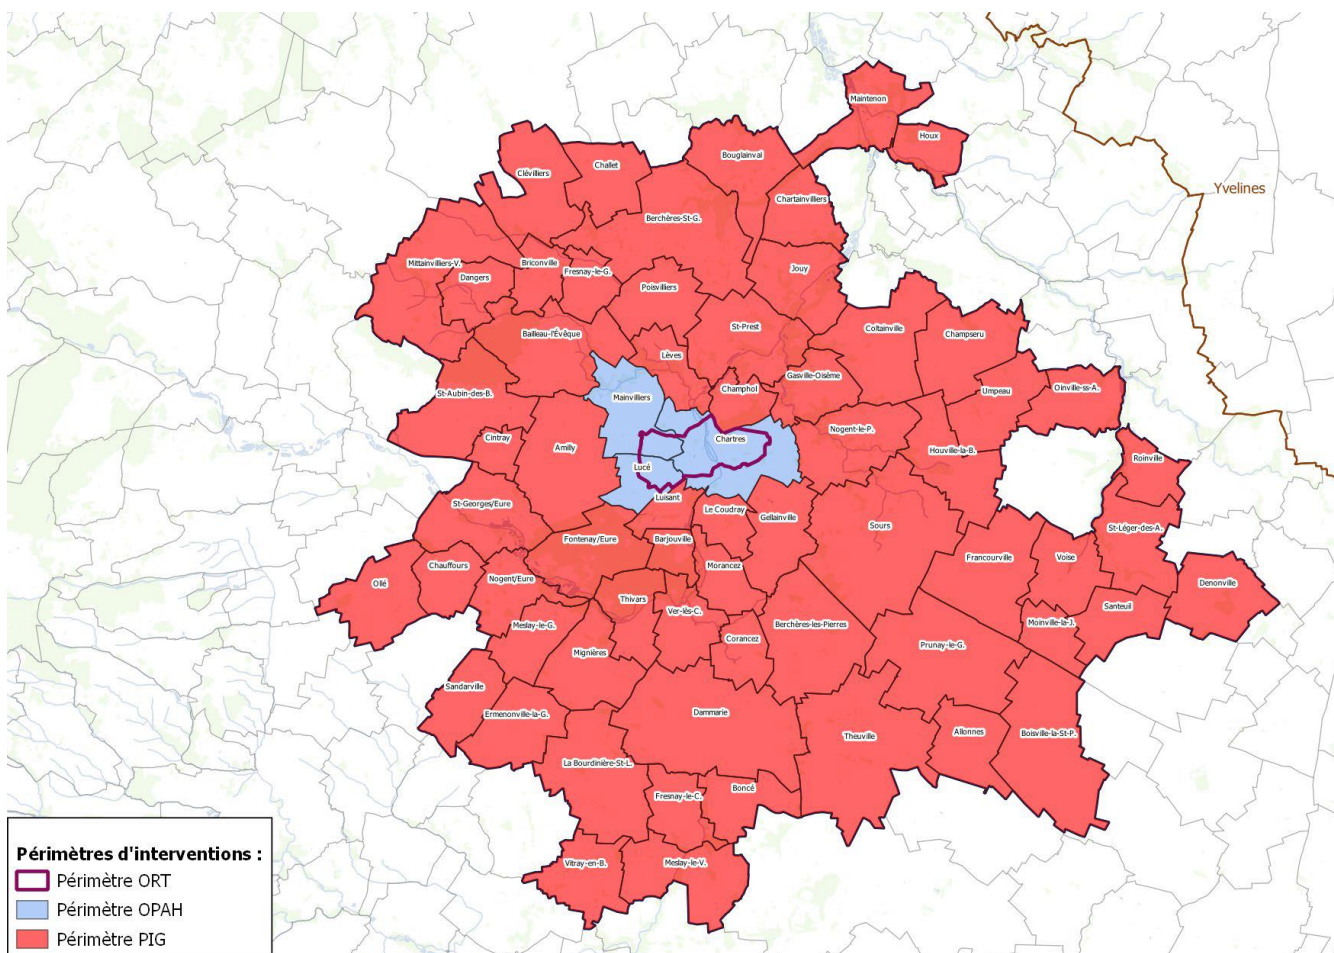 Maintenon
Houx
Bouglainval
Challet
Clévilliers
Yvelines
Chartainvilliers
Berchères-St-G.
Mittainvilliers-V.
Briconville
Fresnay-le-G.
Dangers
Jouy
Poisvilliers
St-Prest
Coltainville
Champseru
Bailleau-l'Évêque
Lèves
Gasville-Oisème
Champhol
Umpeau
Oinville-ss-A.
St-Aubin-des-B.
Mainvilliers
Nogent-le-P.
Cintray
Amilly
Chartres
Houville-la-B.
Roinville
Lucé
Luisant
St-Georges/Eure
Le Coudray
Gellainville
Sours
St-Léger-des-A.
Fontenay/Eure
Barjouville
Francourville
Voise
Chauffours
Morancez
Nogent/Eure
Ollé
Denonville
Thivars
Ver-lès-C.
Santeuil
Meslay-le-G.
Berchères-les-Pierres
Moinville-la-J.
Corancez
Mignières
Prunay-le-G.
Sandarville
Ermenonville-la-G.
Dammarie
Theuville
Allonnes
Boisville-la-St-P.
La Bourdinière-St-L.
Boncé
Fresnay-le-C.
Vitray-en-B.
Meslay-le-V.
Périmètres d'interventions :
Périmètre ORT
Périmètre OPAH
Périmètre PIG